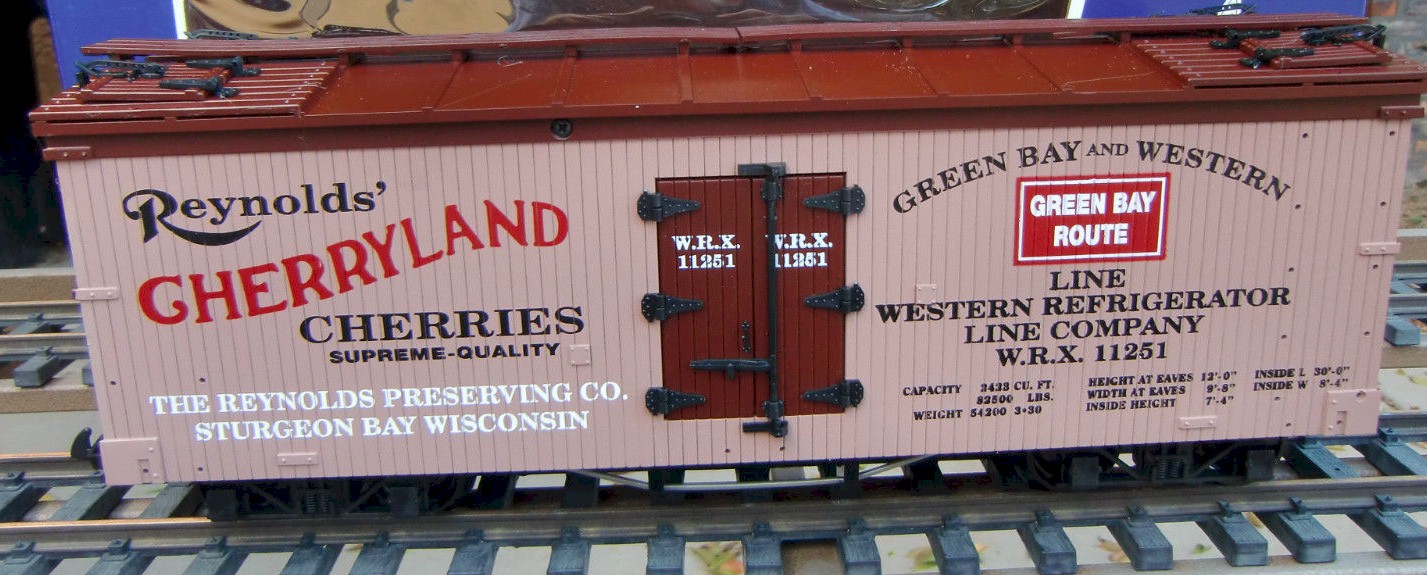 Reynolds'
CHERRYLAND
CHERRIES
SUPREME-QUALITY
THE REYNOLDS PRESERVING CO.
STURGEON BAY WISCONSIN
W.R.X.
11251
W.R.X.
11251
GREEN BAY AND WESTERN
GREEN BAY
ROUTE
LINE
WESTERN REFRIGERATOR
LINE COMPANY
W.R.X. 11251
CAPACITY 2423 CU. FT.
82500 LBS.
WEIGHT 54200 3-30
HEIGHT AT EAVES 12'-0"
WIDTH AT EAVES 9'-8"
INSIDE HEIGHT 7'-4"
INSIDE L 30'-0"
INSIDE W 8'-4"